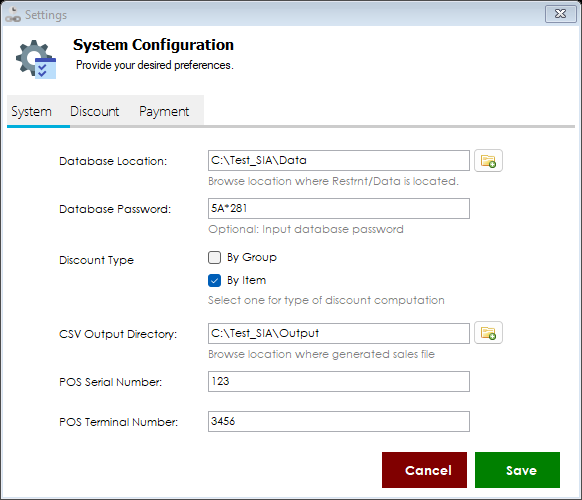 Settings
System Configuration
Provide your desired preferences.
System Discount Payment
Database Location: C:\Test_SIA\Data
Browse location where Restrnt/Data is located.
Database Password: 5A*281
Optional: Input database password
Discount Type By Group
By Item
Select one for type of discount computation
CSV Output Directory: C:\Test_SIA\Output
Browse location where generated sales file
POS Serial Number: 123
POS Terminal Number: 3456
Cancel Save